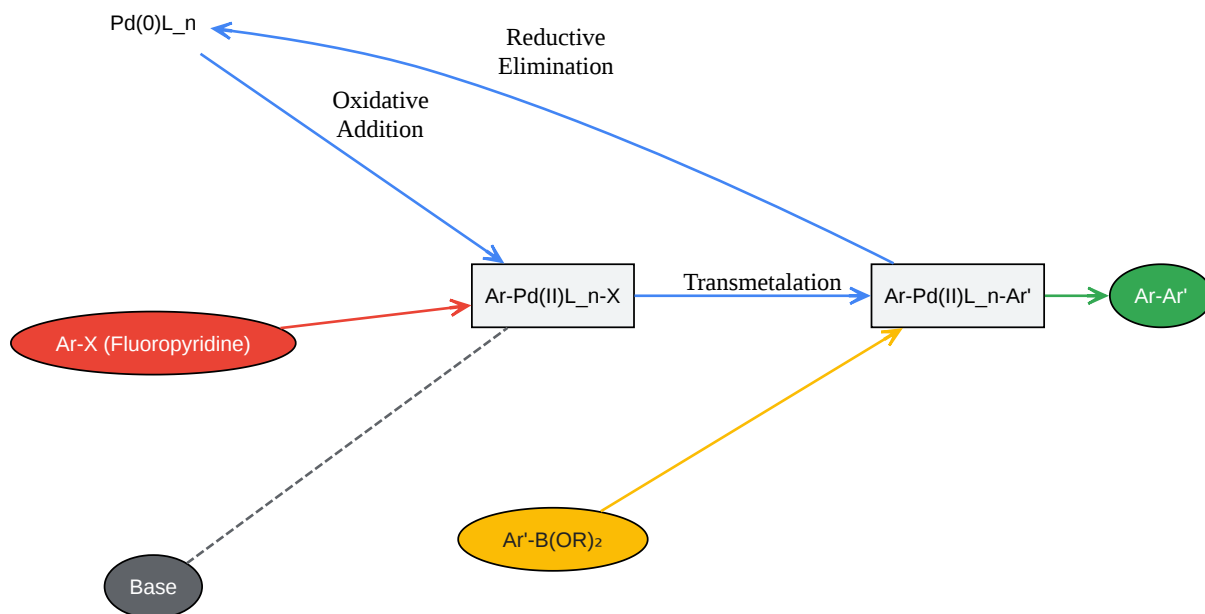 Pd(0)L_n
Reductive
Elimination
Oxidative
Addition
Ar-Pd(II)L_n-X
Transmetalation
Ar-Pd(II)L_n-Ar'
Ar-Ar'
Ar-X (Fluoropyridine)
Ar'-B(OR)₂
Base